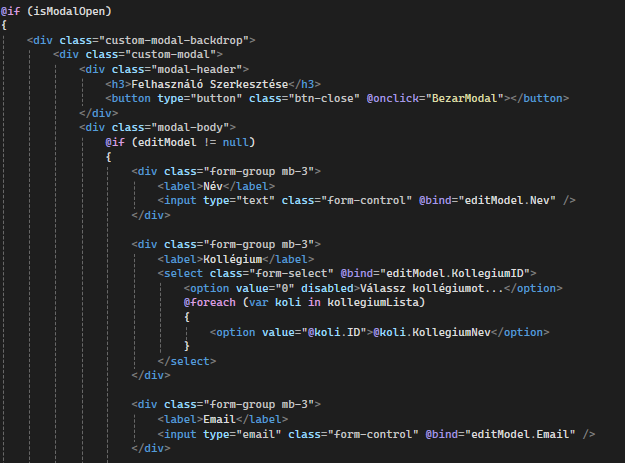 @if (isModalOpen)
{
<div class="custom-modal-backdrop">
<div class="custom-modal">
<div class="modal-header">
<h3>Felhasználó Szerkesztése</h3>
<button type="button" class="btn-close" @onclick="BezarModal"></button>
</div>
<div class="modal-body">
@if (editModel != null)
{
<div class="form-group mb-3">
<label>Név</label>
<input type="text" class="form-control" @bind="editModel.Nev" />
</div>
<div class="form-group mb-3">
<label>Kollégium</label>
<select class="form-select" @bind="editModel.KollegiumID">
<option value="0" disabled>Válassz kollégiumot...</option>
@foreach (var koli in kollegiumLista)
{
<option value="@koli.ID">@koli.KollegiumNev</option>
}
</select>
</div>
<div class="form-group mb-3">
<label>Email</label>
<input type="email" class="form-control" @bind="editModel.Email" />
</div>